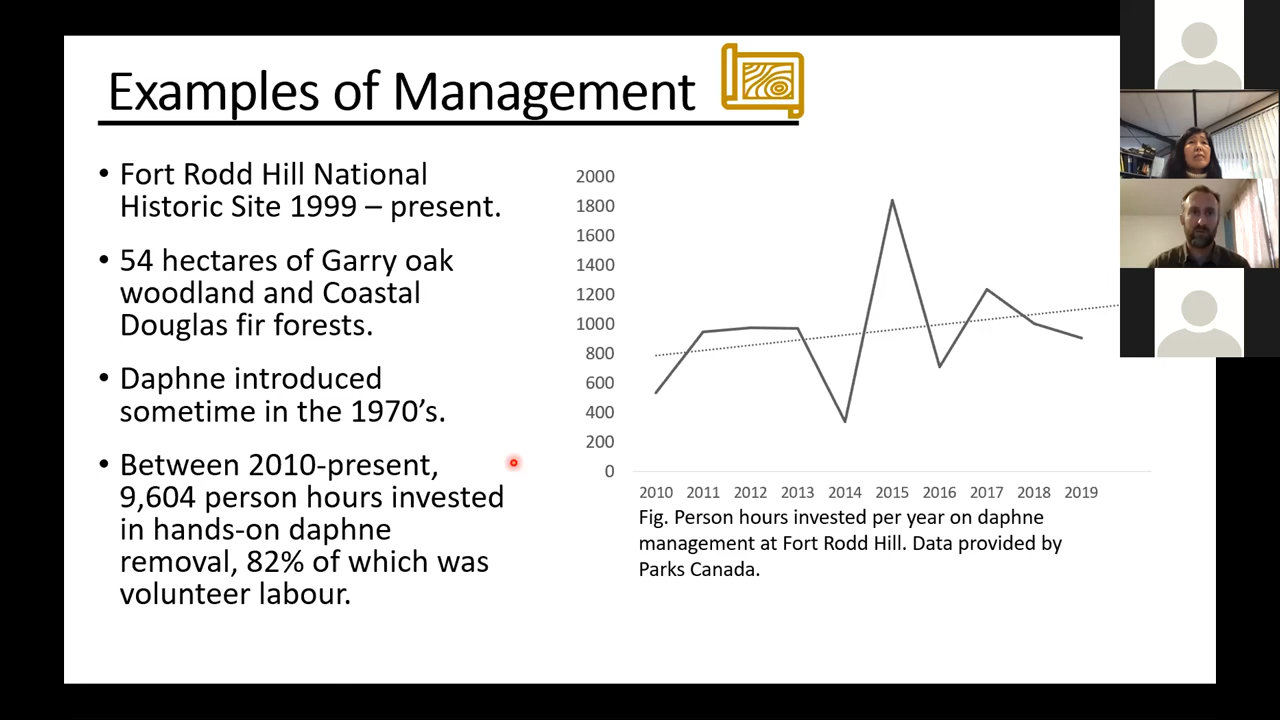 Examples of Management
• Fort Rodd Hill National
Historic Site 1999 – present.
• 54 hectares of Garry oak
woodland and Coastal
Douglas fir forests.
• Daphne introduced
sometime in the 1970’s.
• Between 2010-present,
9,604 person hours invested
in hands-on daphne
removal, 82% of which was
volunteer labour.
2000
1800
1600
1400
1200
1000
800
600
400
200
0
2010 2011 2012 2013 2014 2015 2016 2017 2018 2019
Fig. Person hours invested per year on daphne
management at Fort Rodd Hill. Data provided by
Parks Canada.